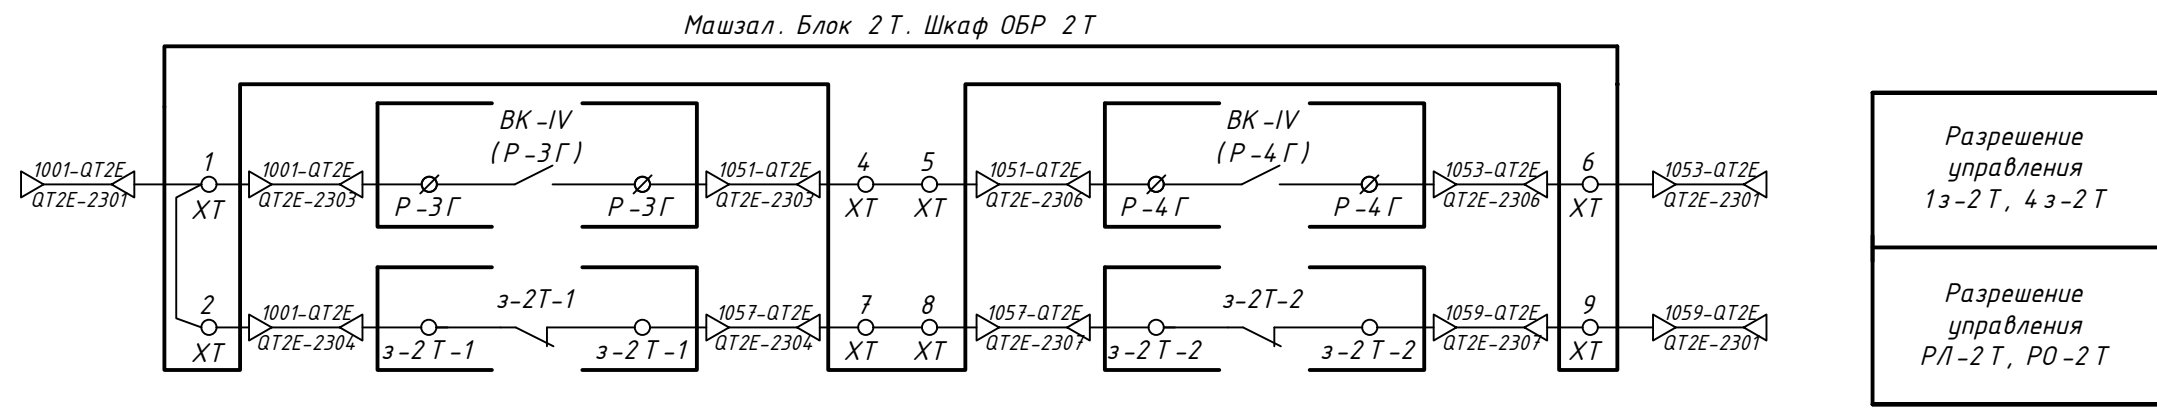 Машзал. Блок 2Т. Шкаф ОБР 2Т
ВК-IV
(Р-3Г)
ВК-IV
(Р-4Г)
1001-QT2E
QT2E-2301
1
ХТ
1001-QT2E
QT2E-2303
Р-3Г
Р-3Г
1051-QT2E
QT2E-2303
4
ХТ
5
ХТ
1051-QT2E
QT2E-2306
Р-4Г
Р-4Г
1053-QT2E
QT2E-2306
6
ХТ
1053-QT2E
QT2E-2301
Разрешение
управления
1з-2Т, 4з-2Т
2
ХТ
1001-QT2E
QT2E-2304
з-2Т-1
з-2Т-1
з-2Т-1
1057-QT2E
QT2E-2304
7
ХТ
8
ХТ
1057-QT2E
QT2E-2307
з-2Т-2
з-2Т-2
з-2Т-2
1059-QT2E
QT2E-2307
9
ХТ
1059-QT2E
QT2E-2301
Разрешение
управления
РЛ-2Т, РО-2Т